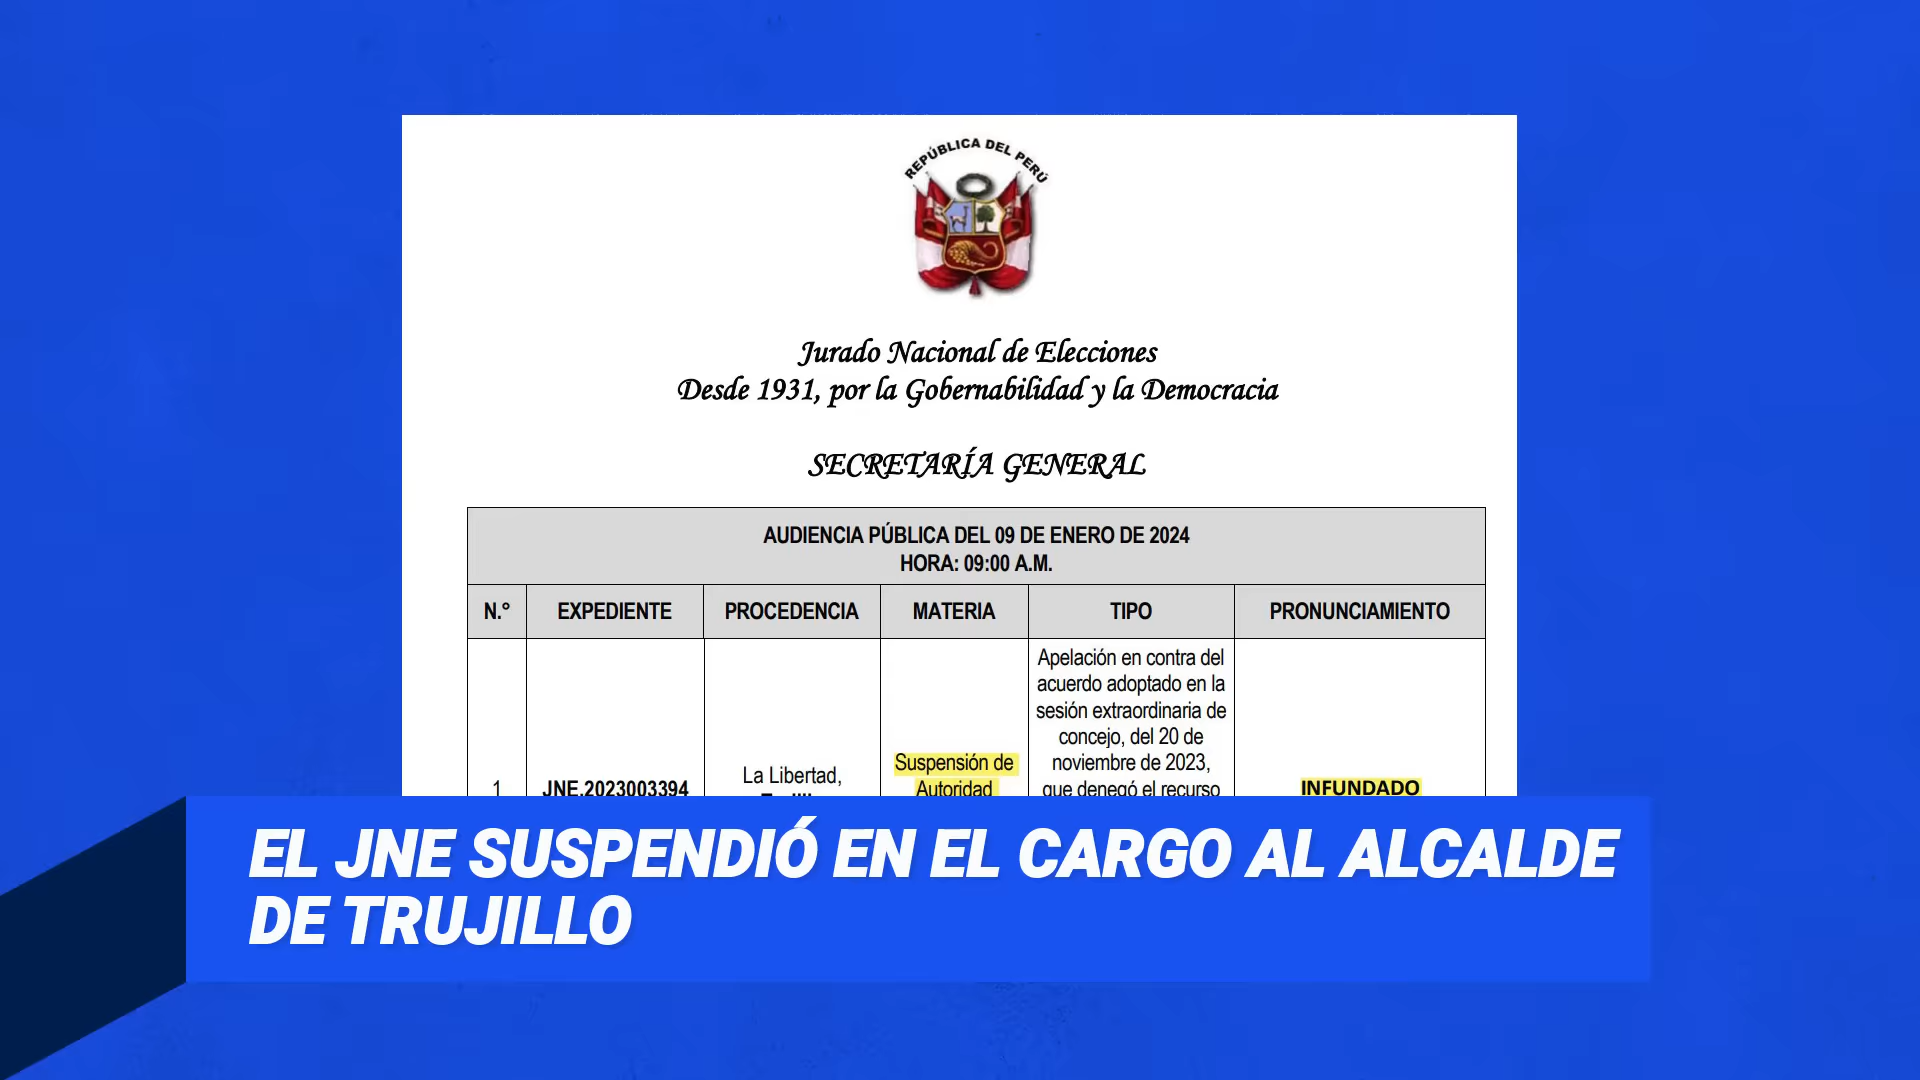 REPÚBLICA DEL PERÚ
Jurado Nacional de Elecciones
Desde 1931, por la Gobernabilidad y la Democracia
SECRETARÍA GENERAL
AUDIENCIA PÚBLICA DEL 09 DE ENERO DE 2024
HORA: 09:00 A.M.
N.° EXPEDIENTE PROCEDENCIA MATERIA TIPO PRONUNCIAMIENTO
1
JNE.2023003394
La Libertad,
Suspensión de
Autoridad
Apelación en contra del
acuerdo adoptado en la
sesión extraordinaria de
concejo, del 20 de
noviembre de 2023,
que denegó el recurso
INFUNDADO
EL JNE SUSPENDIÓ EN EL CARGO AL ALCALDE
DE TRUJILLO